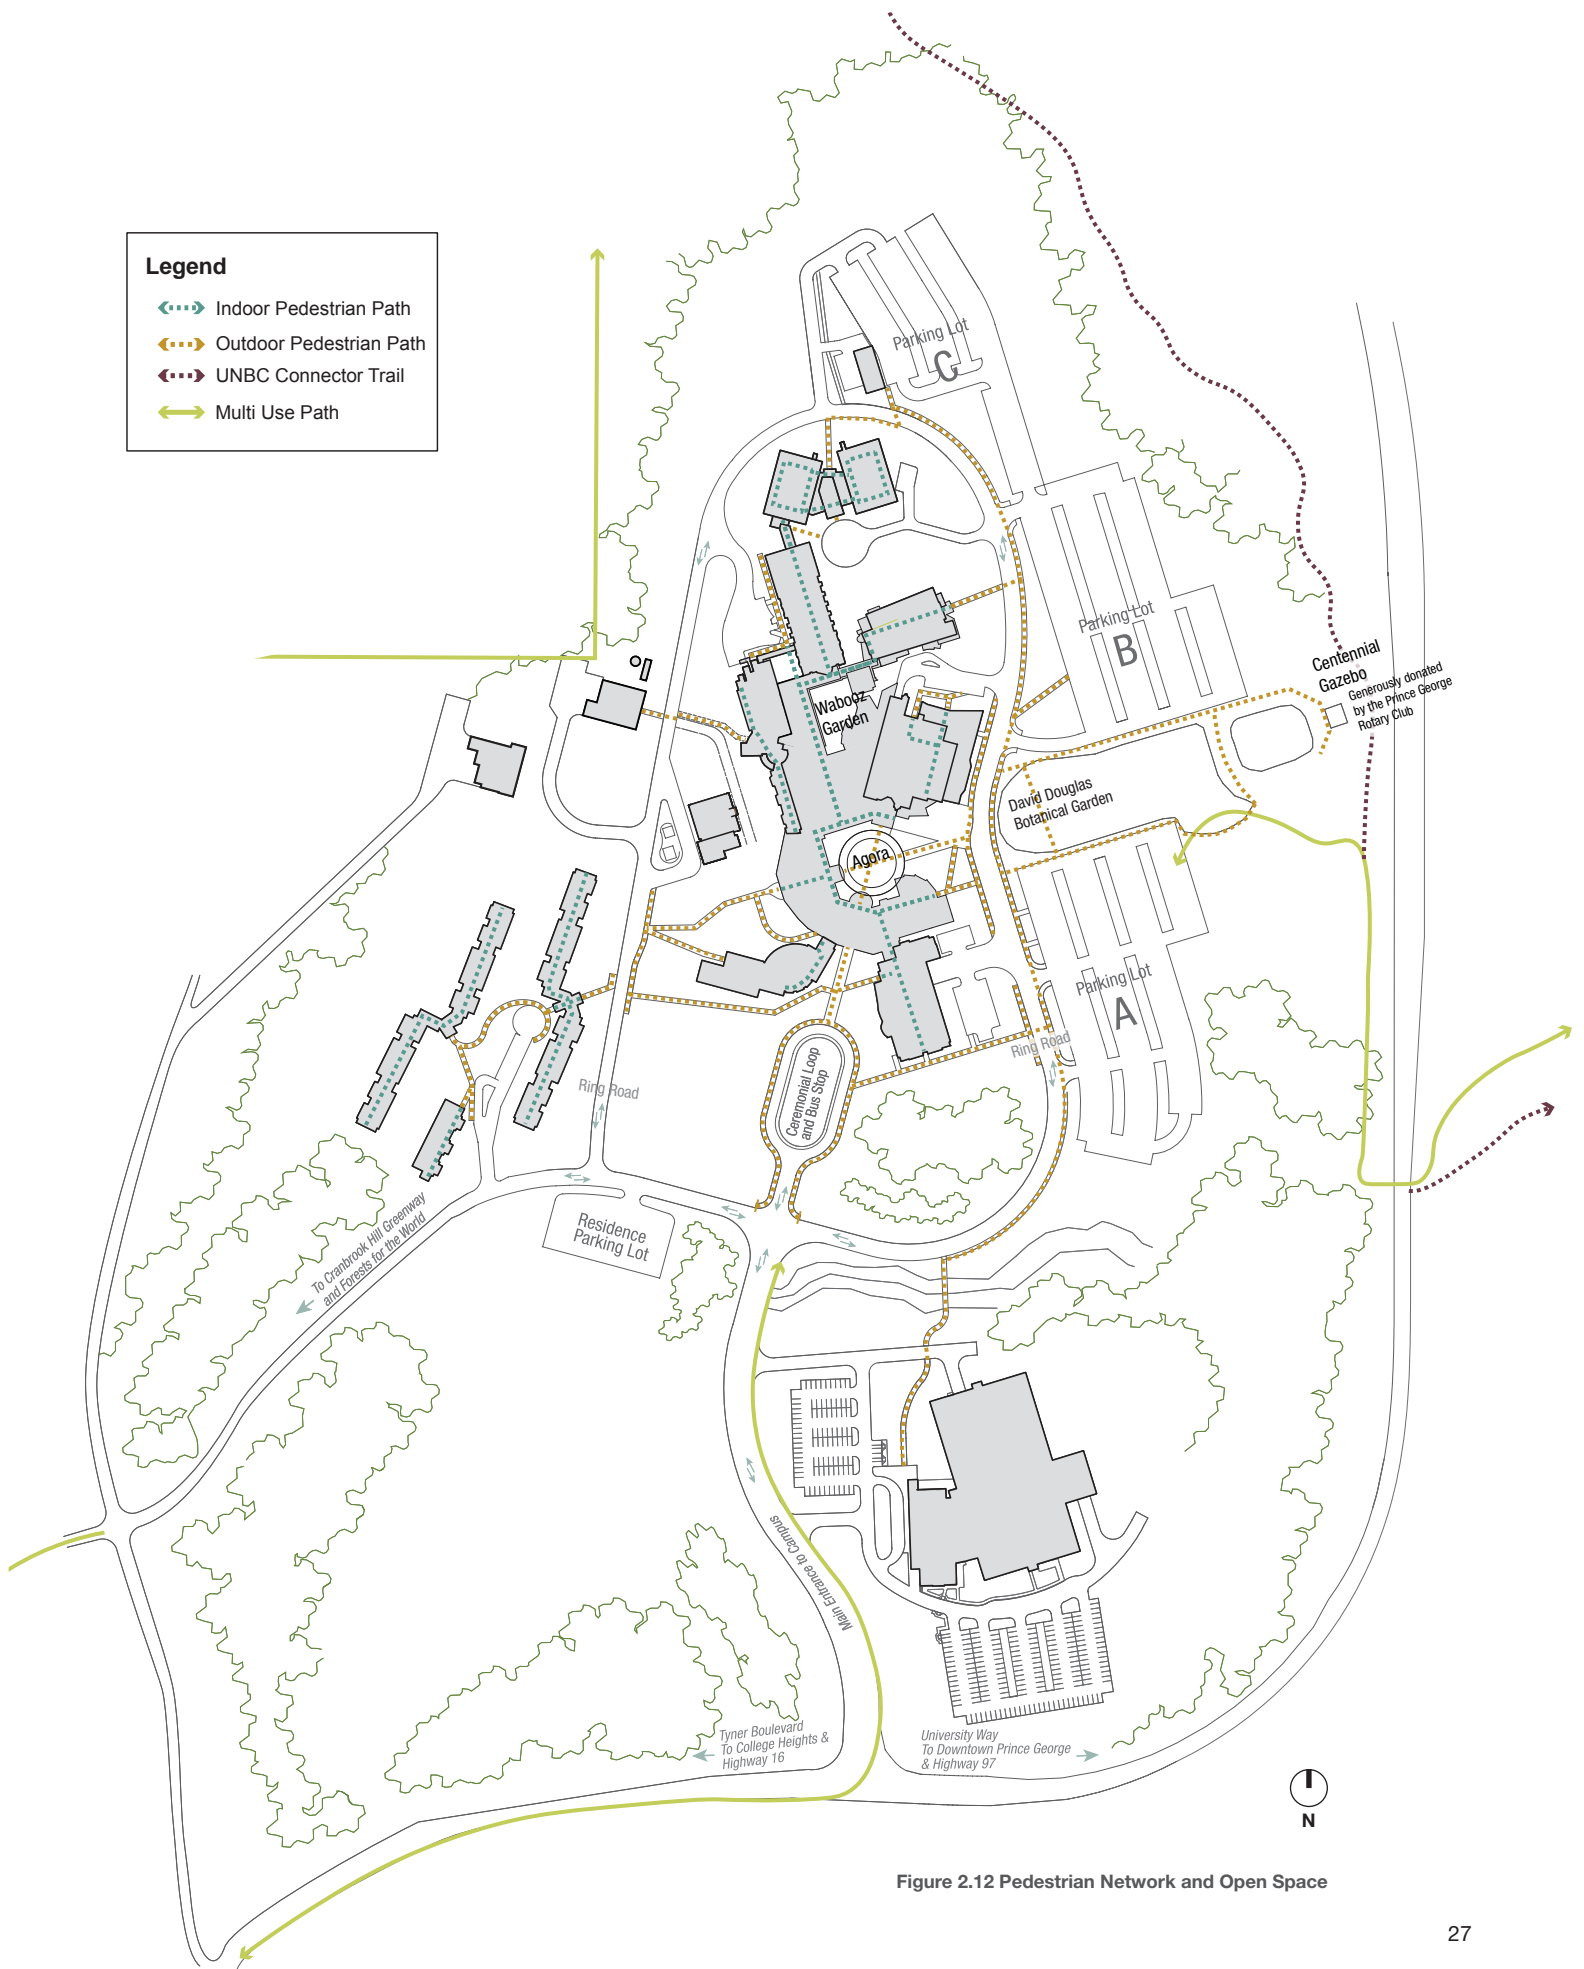 Legend
Indoor Pedestrian Path
Outdoor Pedestrian Path
UNBC Connector Trail
Multi Use Path
Parking Lot
C
Parking Lot
B
Centennial
Gazebo
Generously donated
by the Prince George
Rotary Club
Wabooz
Garden
David Douglas
Botanical Garden
Agora
Parking Lot
A
Ring Road
Ceremonial Loop
and Bus Stop
Ring Road
To Cranbrook Hill Greenway
and Forests for the World
Residence
Parking Lot
Main Entrance to Campus
Tyner Boulevard
To College Heights &
Highway 16
University Way
To Downtown Prince George
& Highway 97
N
Figure 2.12 Pedestrian Network and Open Space
27